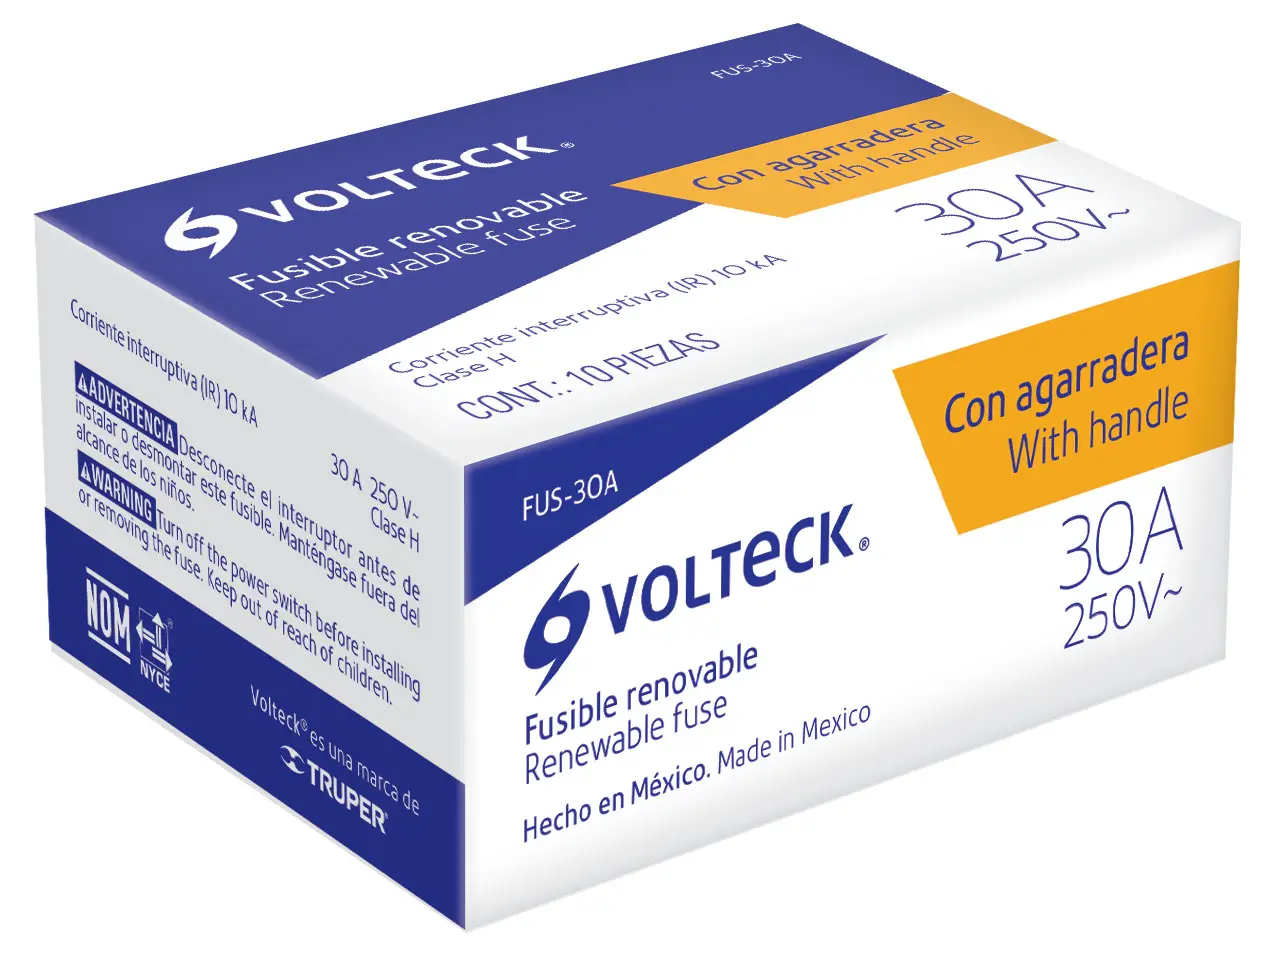 FUS-30A
VOLTECK®
Con agarradera
With handle
Fusible renovable
Renewable fuse
30A
250V~
Corriente interruptiva (IR) 10 kA
Clase H
CONT.: 10 PIEZAS
Corriente interruptiva (IR) 10 kA
30 A 250 V~
Clase H
ADVERTENCIA Desconecte el interruptor antes de
instalar o desmontar este fusible. Manténgase fuera del
alcance de los niños.
WARNING Turn off the power switch before installing
or removing the fuse. Keep out of reach of children.
NOM
NYCE
®
Volteck® es una marca de
TRUPER®
FUS-30A
VOLTECK®
Fusible renovable
Renewable fuse
Hecho en México. Made in Mexico
Con agarradera
With handle
30A
250V~